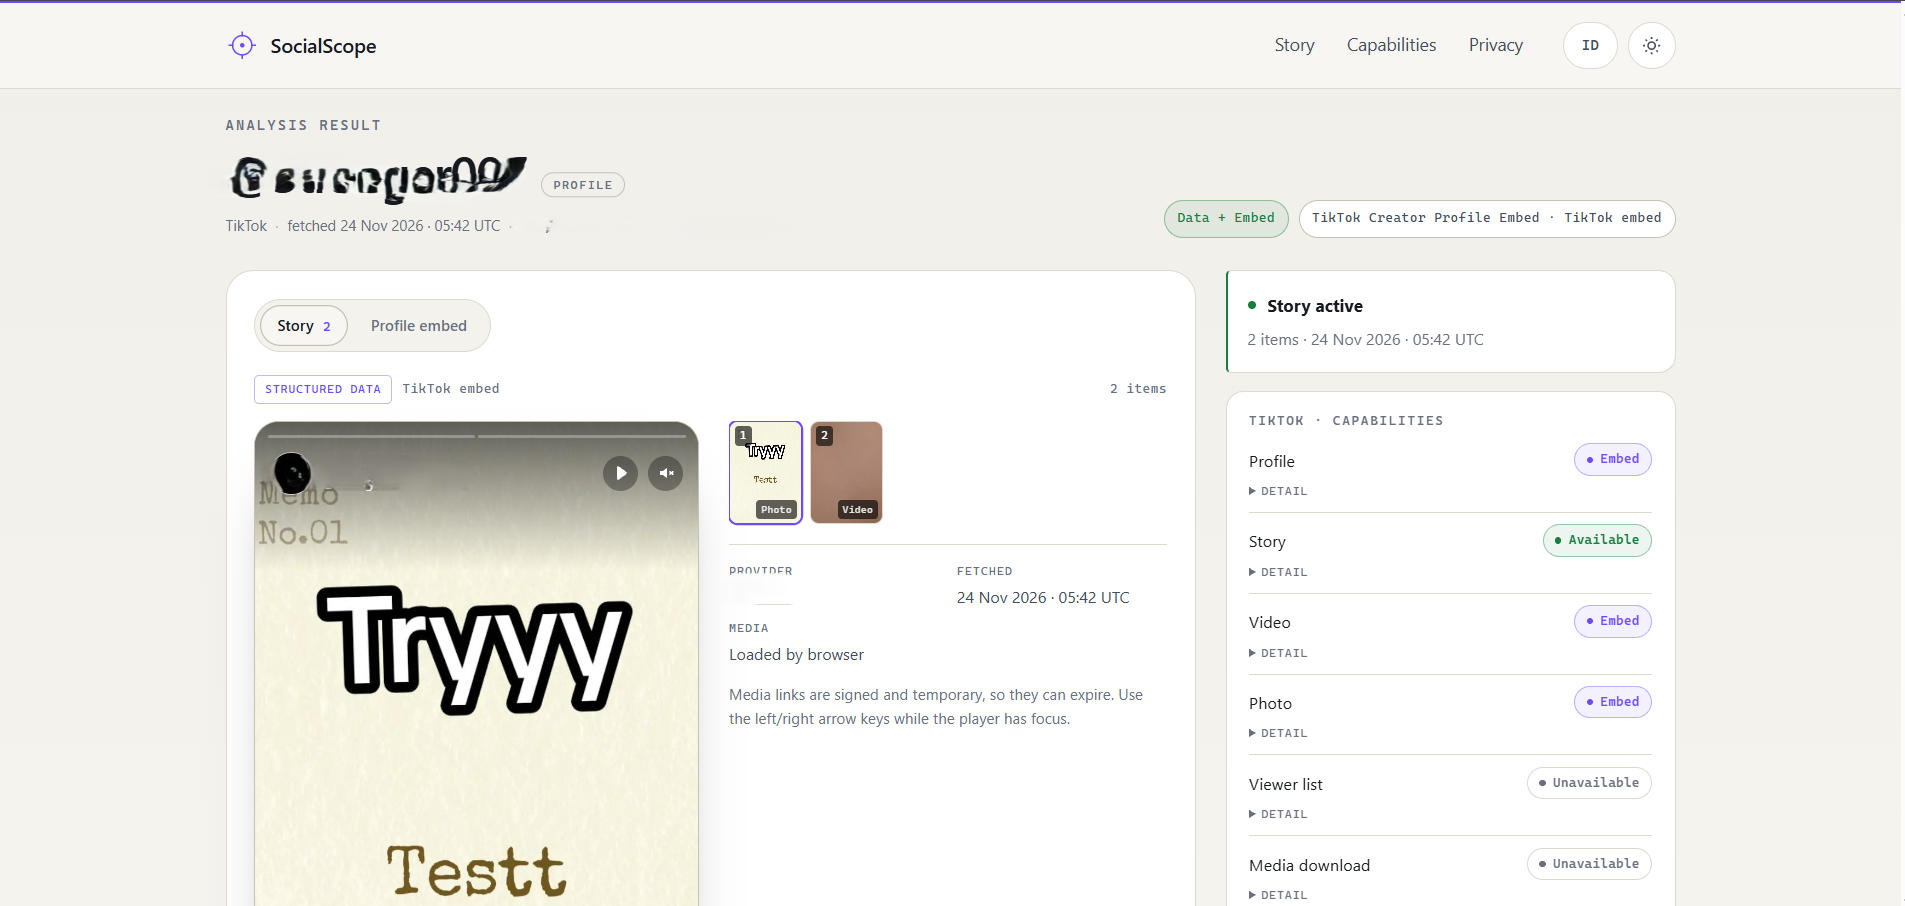 SocialScope
Story Capabilities Privacy ID
ANALYSIS RESULT
PROFILE
TikTok · fetched 24 Nov 2026 · 05:42 UTC ·
Data + Embed
TikTok Creator Profile Embed · TikTok embed
Story 2 Profile embed
STRUCTURED DATA TikTok embed
2 items
Memo
No.01
Tryyy
Testt
1
Tryyy
Testt
Photo
2
Video
PROVIDER
FETCHED
24 Nov 2026 · 05:42 UTC
MEDIA
Loaded by browser
Media links are signed and temporary, so they can expire. Use
the left/right arrow keys while the player has focus.
Story active
2 items · 24 Nov 2026 · 05:42 UTC
TIKTOK · CAPABILITIES
Profile Embed
DETAIL
Story Available
DETAIL
Video Embed
DETAIL
Photo Embed
DETAIL
Viewer list Unavailable
DETAIL
Media download Unavailable
DETAIL